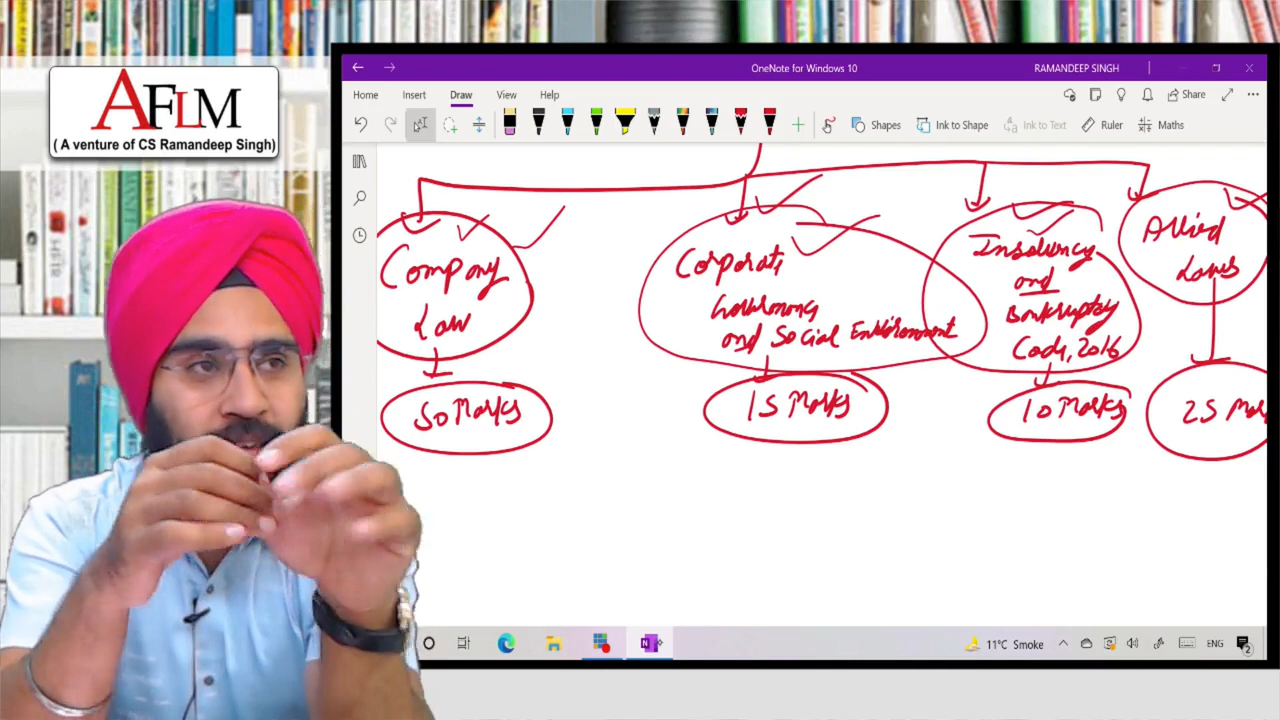 AFLM
( A venture of CS Ramandeep Singh)
OneNote for Windows 10
RAMANDEEP SINGH
Home Insert Draw View Help
Share
Shapes
Ink to Shape
Ink to Text
Ruler
Maths
Company
Law
50 Marks
Corporate
Governance
and Social Environment
15 Marks
Insolvency
and
Bankruptcy
Code, 2016
10 Marks
Allied
Laws
25
11°C Smoke
ENG
2